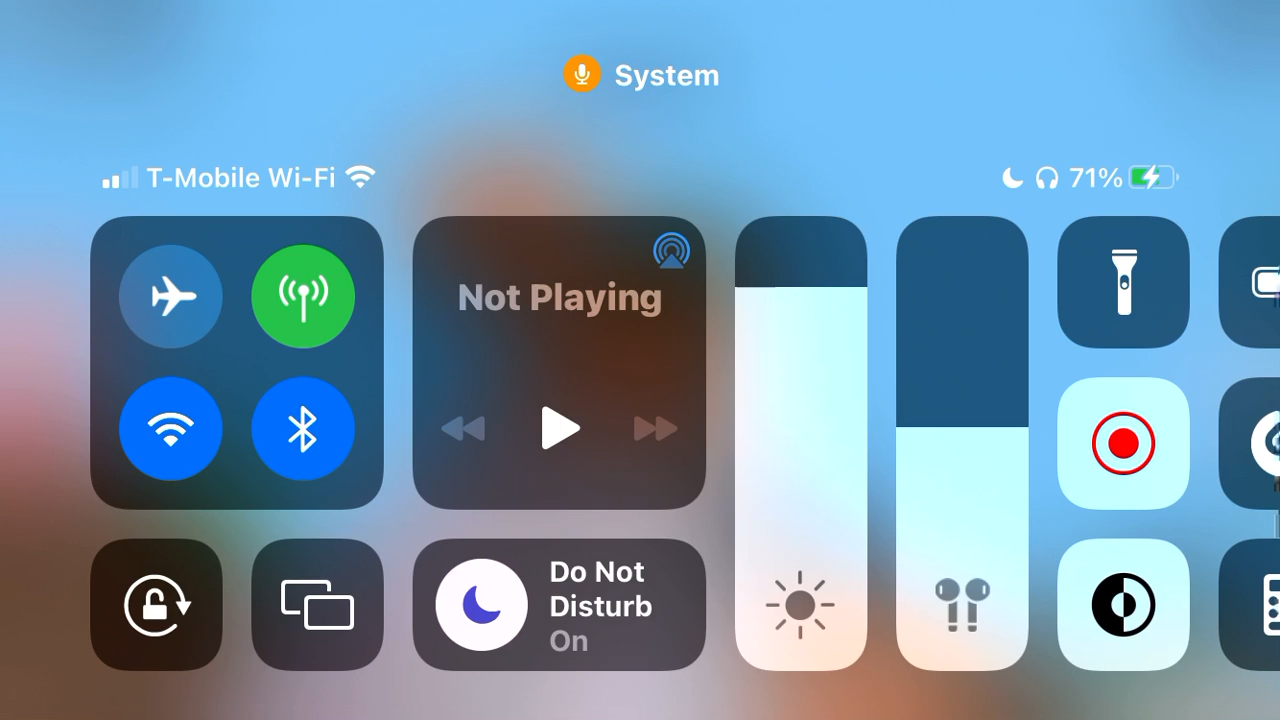 System
T-Mobile Wi-Fi
71%
Not Playing
Do Not
Disturb
On